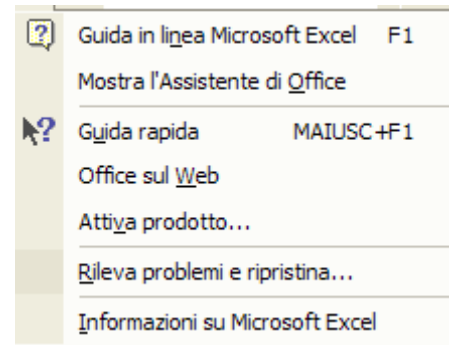 Guida in linea Microsoft Excel F1
Mostra l'Assistente di Office
Guida rapida MAIUSC+F1
Office sul Web
Attiva prodotto...
Rileva problemi e ripristina...
Informazioni su Microsoft Excel